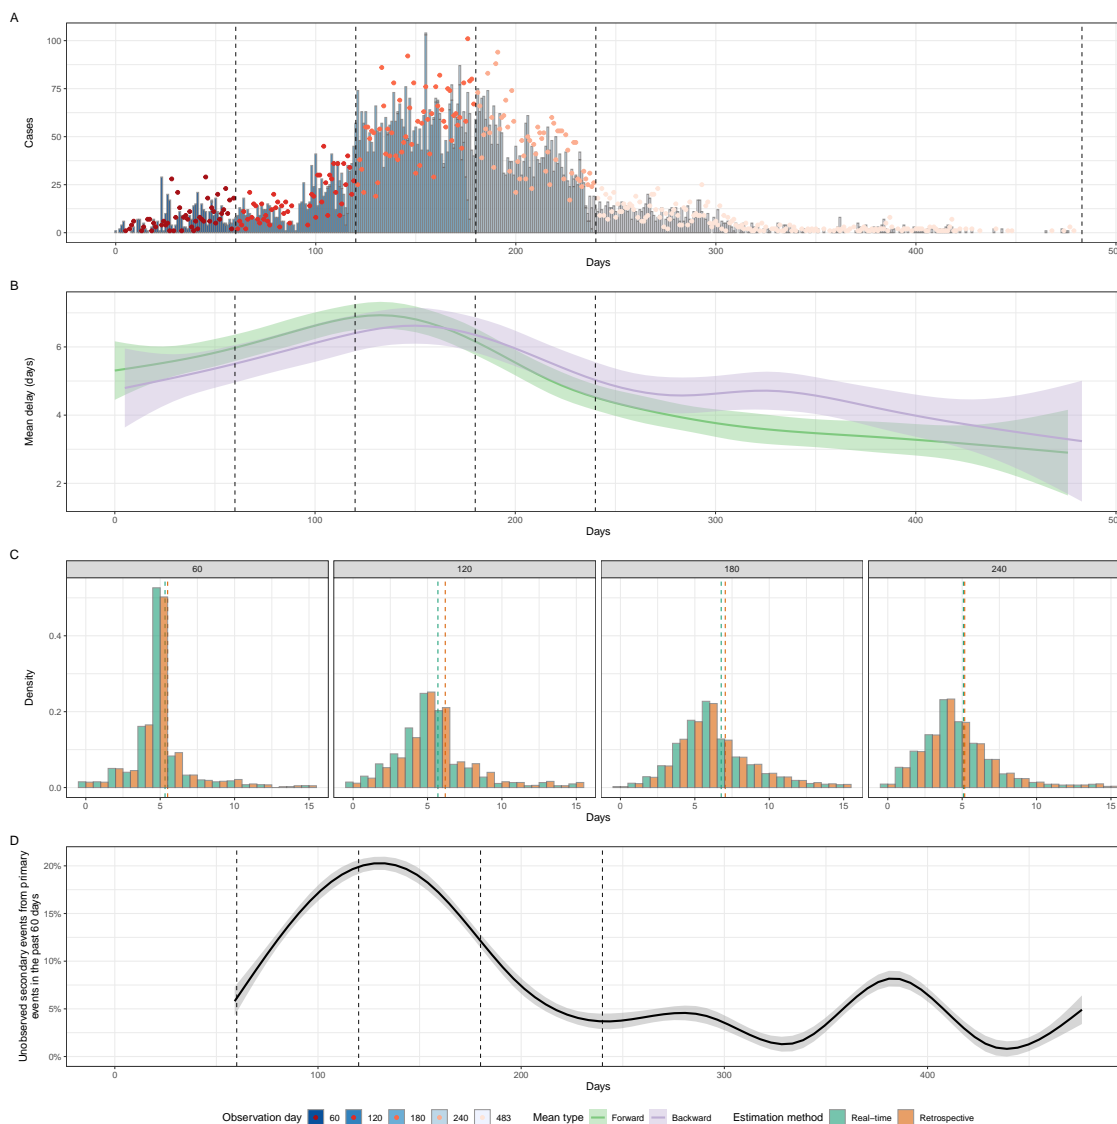 A
100
75
50
25
0
Cases
0 100 200 300 400 500
Days
B
6
4
2
Mean delay (days)
0 100 200 300 400 500
Days
C
60 120 180 240
0.4
0.2
0.0
Density
0 5 10 15 0 5 10 15 0 5 10 15 0 5 10 15
Days
D
20%
15%
10%
5%
0%
Unobserved secondary events from primary
events in the past 60 days
0 100 200 300 400
Days
Observation day 60 120 180 240 483 Mean type Forward Backward Estimation method Real−time Retrospective